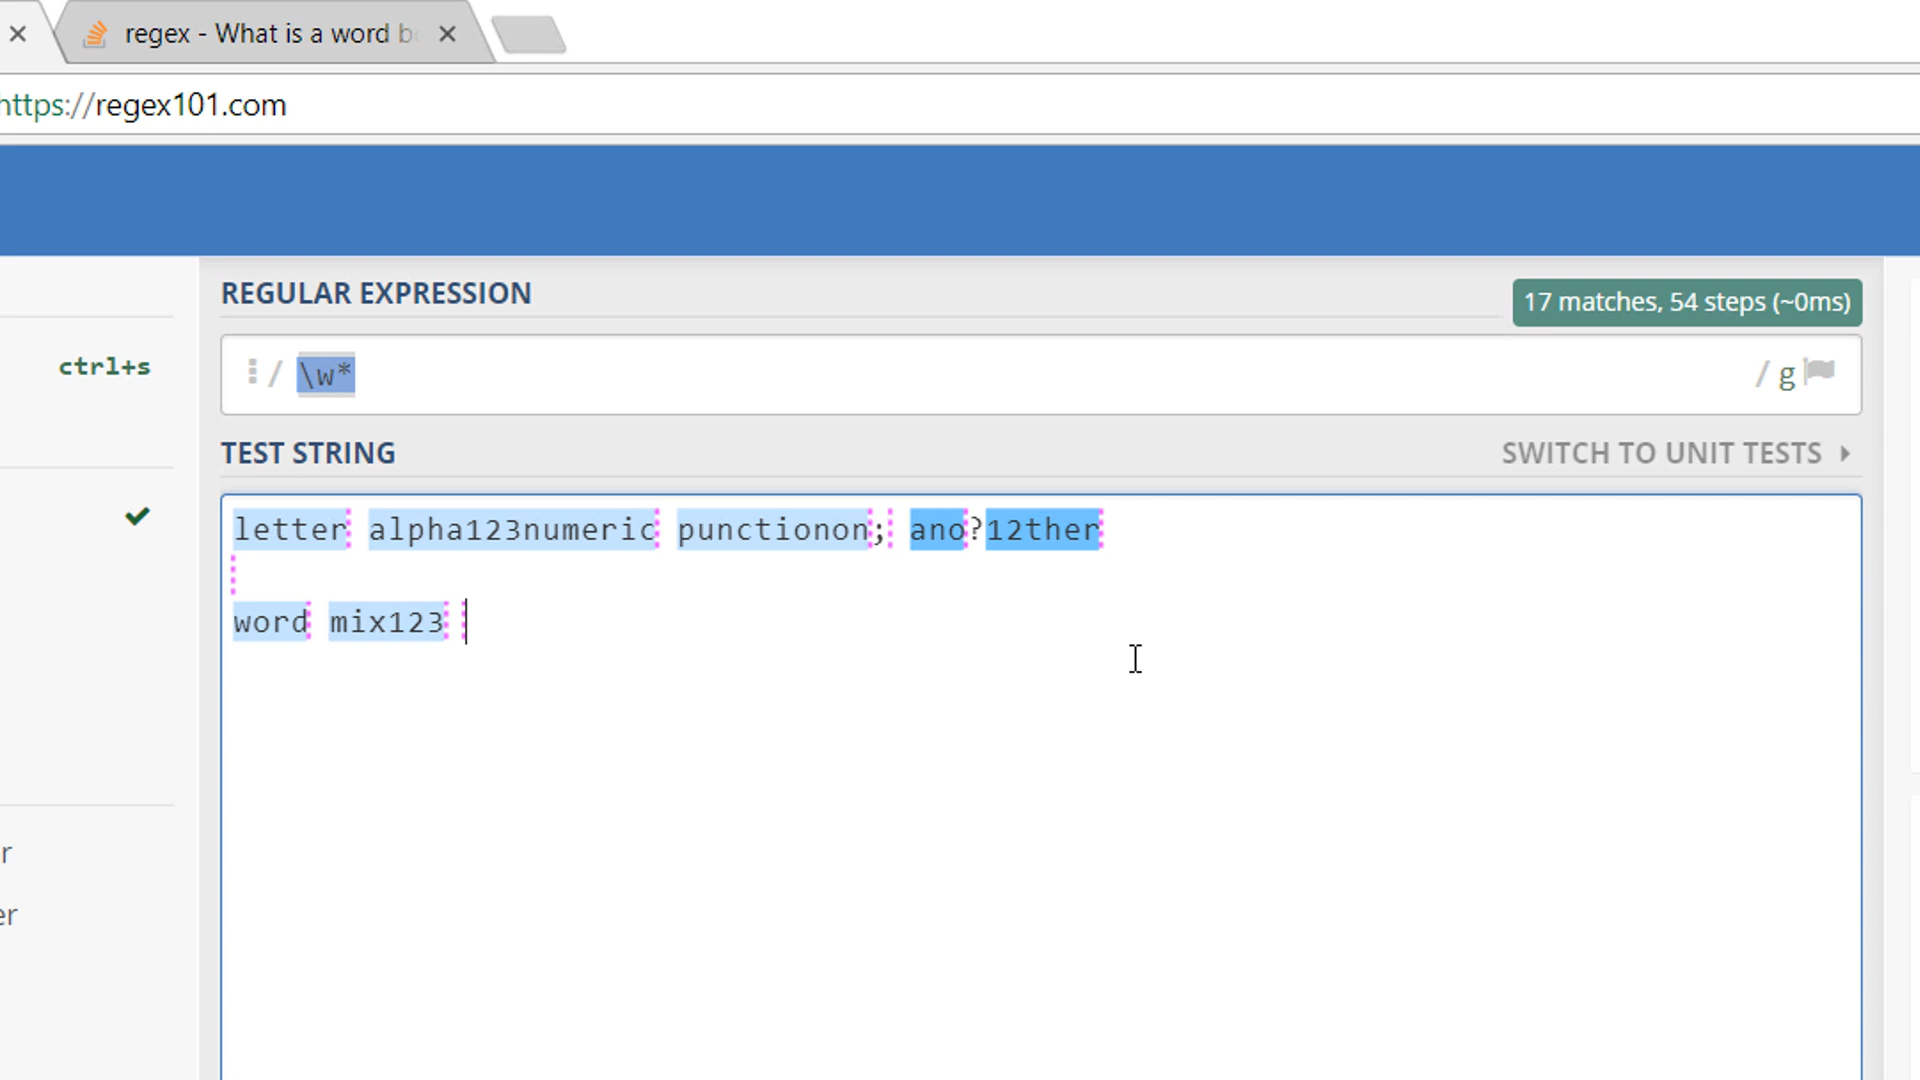 regex - What is a word b
https://regex101.com
REGULAR EXPRESSION
17 matches, 54 steps (~0ms)
ctrl+s
/ \w*
/ g
TEST STRING
SWITCH TO UNIT TESTS
letter alpha123numeric punctionon; ano?12ther
word mix123
r
er